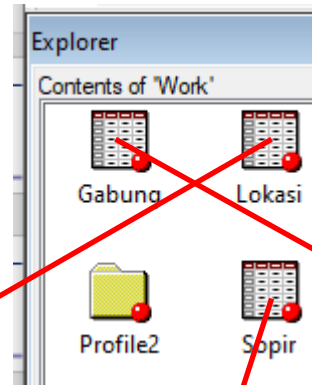 Explorer
Contents of 'Work'
Gabung Lokasi
Profile2 Sopir